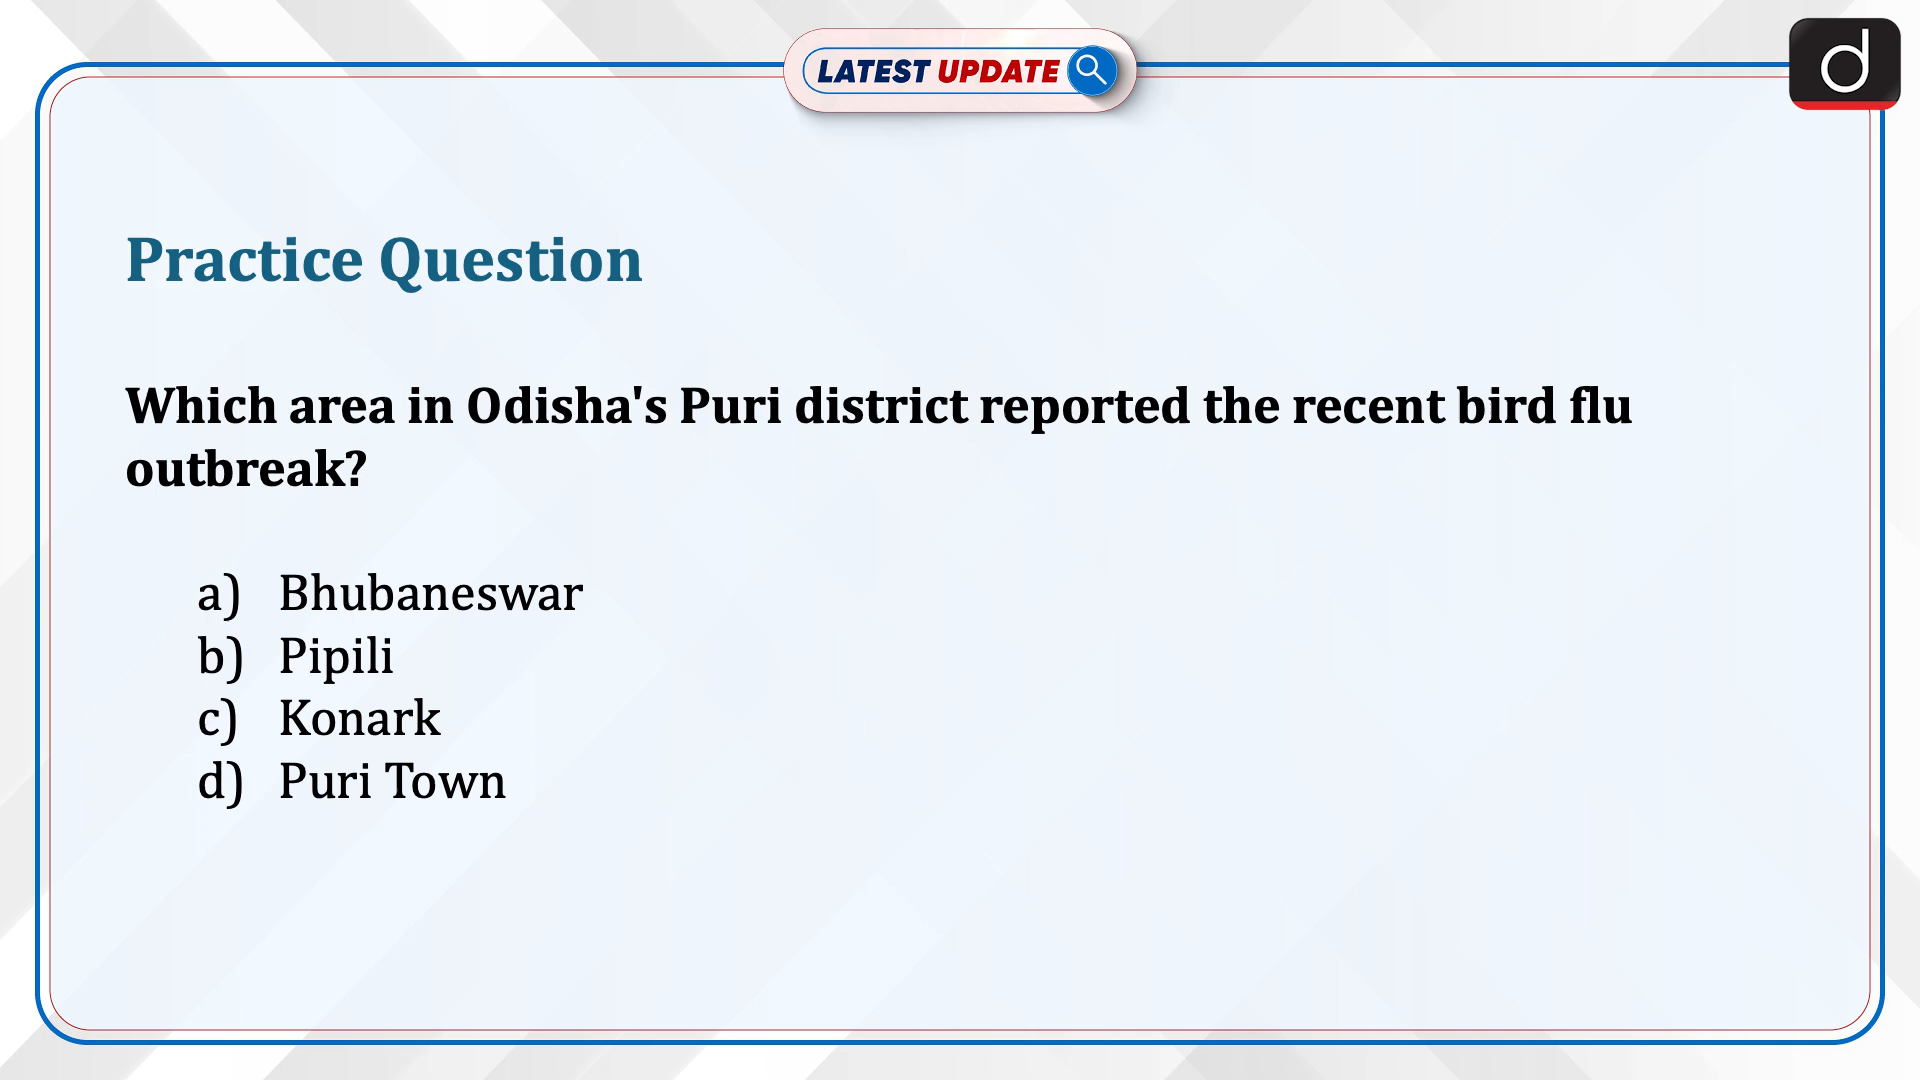 LATEST UPDATE
d
Practice Question
Which area in Odisha's Puri district reported the recent bird flu
outbreak?
a) Bhubaneswar
b) Pipili
c) Konark
d) Puri Town